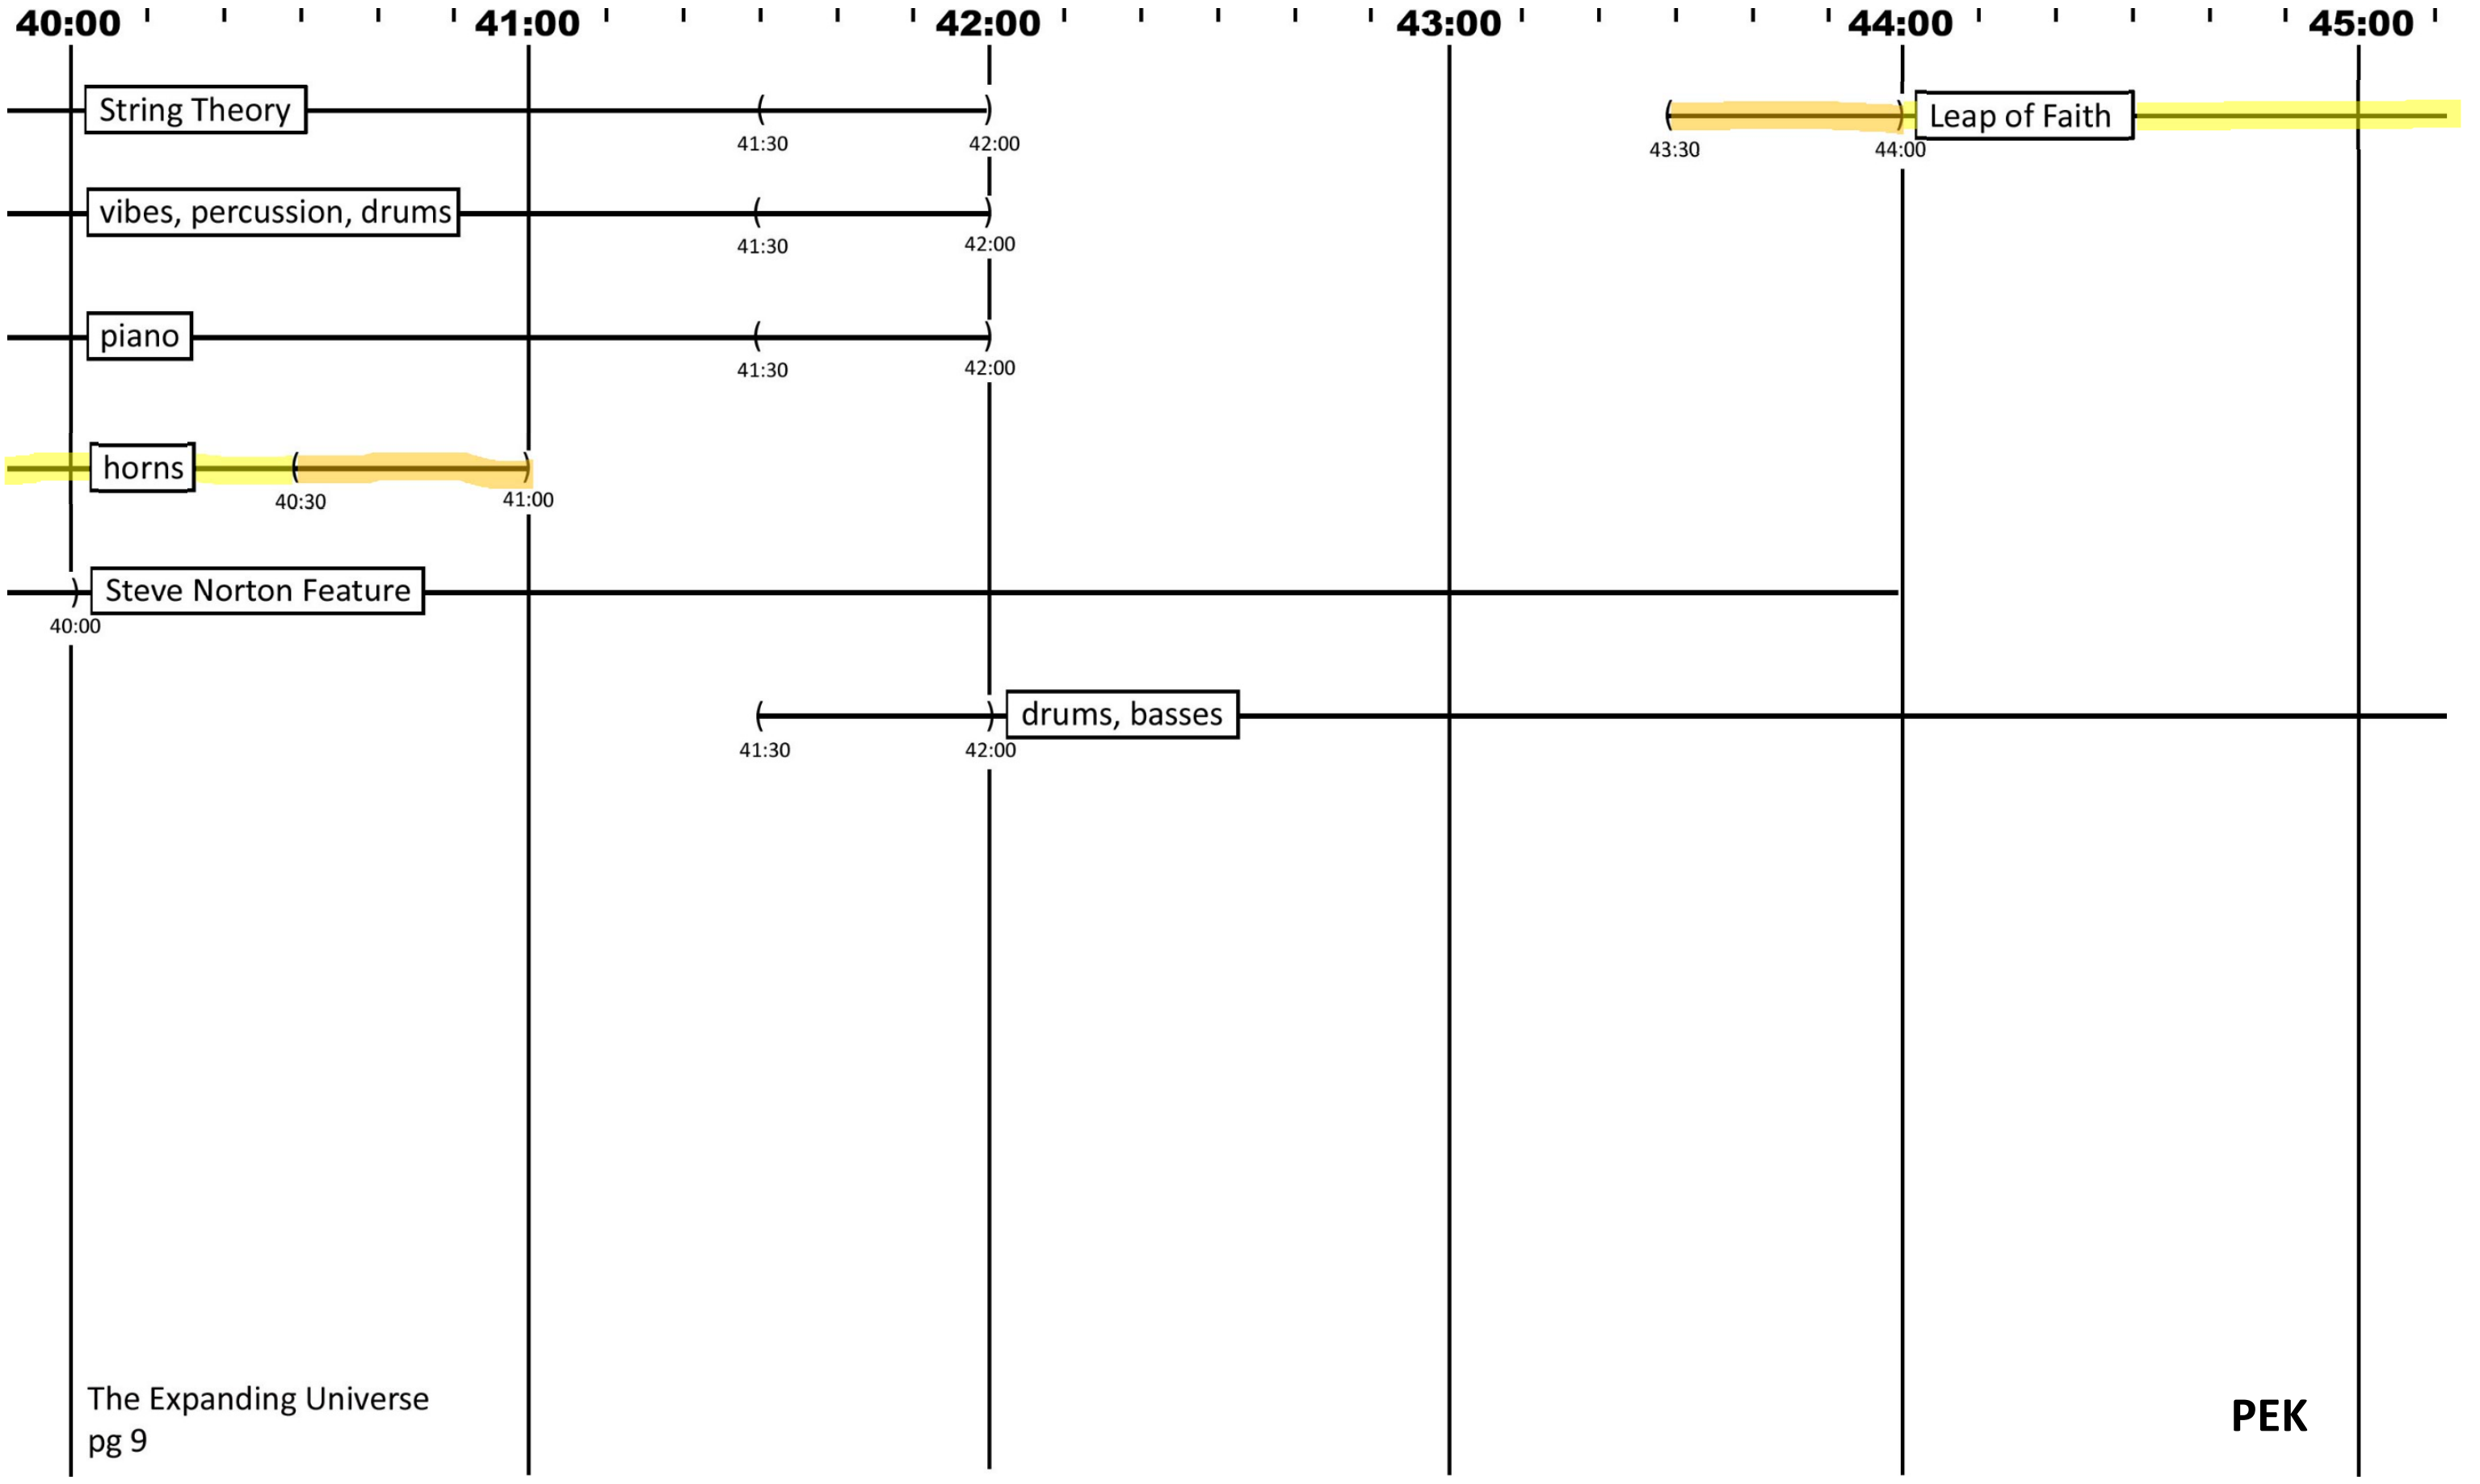 40:00 41:00 42:00 43:00 44:00 45:00
String Theory
41:30 42:00
Leap of Faith
43:30 44:00
vibes, percussion, drums
41:30 42:00
piano
41:30 42:00
horns
40:30 41:00
Steve Norton Feature
40:00
drums, basses
41:30 42:00
The Expanding Universe
pg 9
PEK